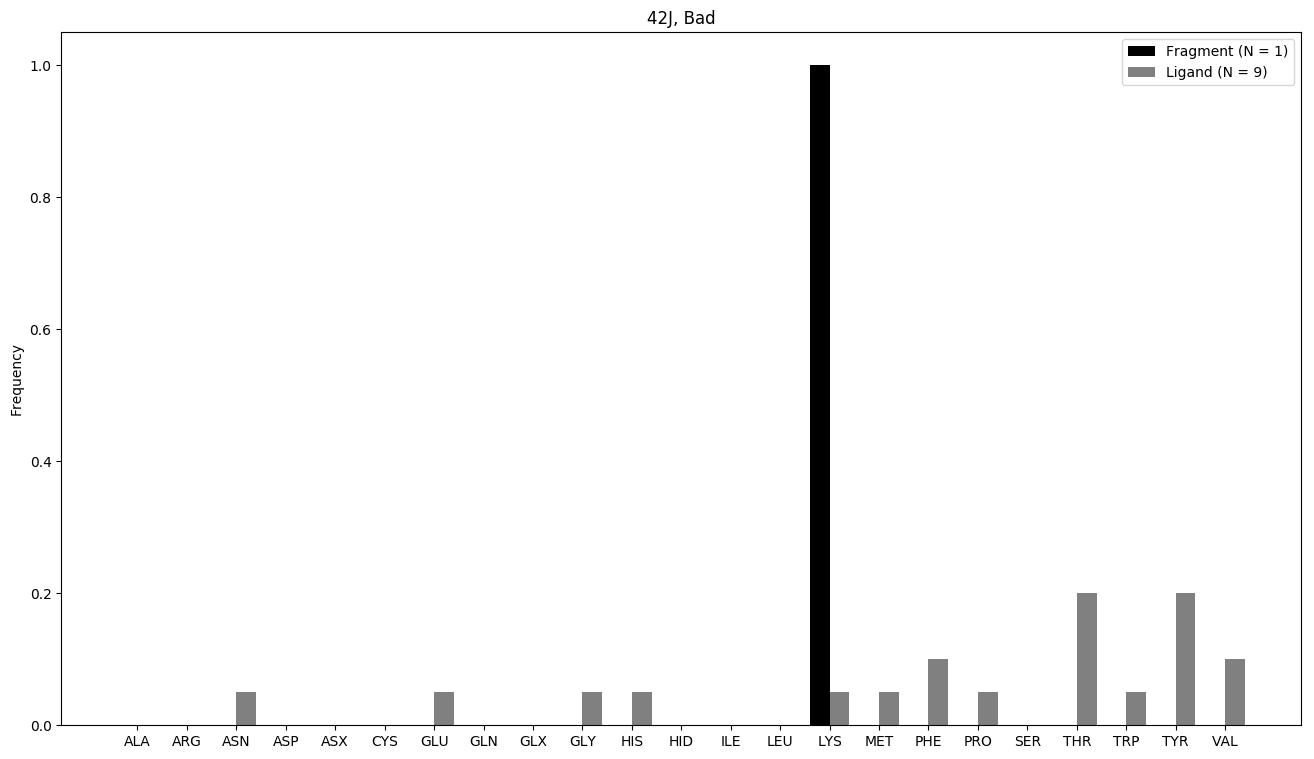 42J, Bad
Fragment (N = 1)
Ligand (N = 9)
Frequency
1.0
0.8
0.6
0.4
0.2
0.0
ALA ARG ASN ASP ASX CYS GLU GLN GLX GLY HIS HID ILE LEU LYS MET PHE PRO SER THR TRP TYR VAL